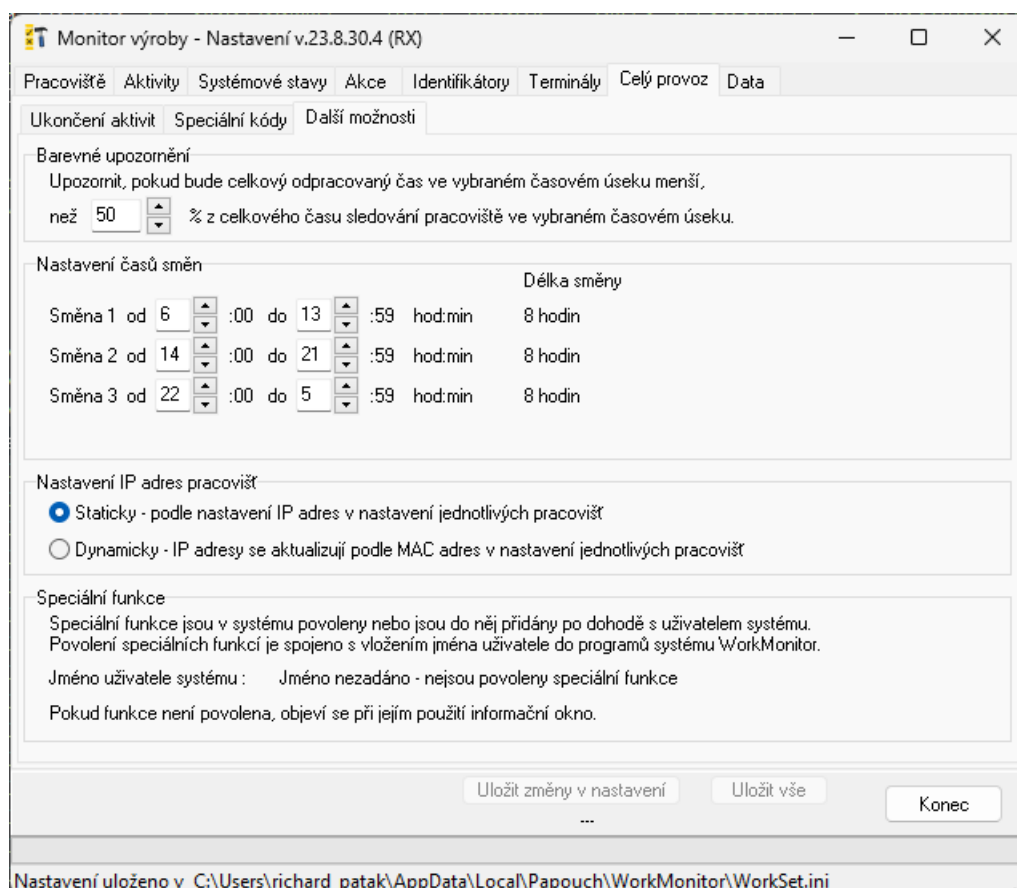 Monitor výroby - Nastavení v.23.8.30.4 (RX)
Pracoviště Aktivity Systémové stavy Akce Identifikátory Terminály Celý provoz Data
Ukončení aktivit Speciální kódy Další možnosti
Barevné upozornění
Upozornit, pokud bude celkový odpracovaný čas ve vybraném časovém úseku menší,
než 50 % z celkového času sledování pracoviště ve vybraném časovém úseku.
Nastavení časů směn
Délka směny
Směna 1 od 6 :00 do 13 :59 hod:min 8 hodin
Směna 2 od 14 :00 do 21 :59 hod:min 8 hodin
Směna 3 od 22 :00 do 5 :59 hod:min 8 hodin
Nastavení IP adres pracovišť
Staticky - podle nastavení IP adres v nastavení jednotlivých pracovišť
Dynamicky - IP adresy se aktualizují podle MAC adres v nastavení jednotlivých pracovišť
Speciální funkce
Speciální funkce jsou v systému povoleny nebo jsou do něj přidány po dohodě s uživatelem systému.
Povolení speciálních funkcí je spojeno s vložením jména uživatele do programů systému WorkMonitor.
Jméno uživatele systému : Jméno nezadáno - nejsou povoleny speciální funkce
Pokud funkce není povolena, objeví se při jejím použití informační okno.
Uložit změny v nastavení Uložit vše Konec
---
Nastavení uloženo v C:\Users\richard_patak\AppData\Local\Papouch\WorkMonitor\WorkSet.ini